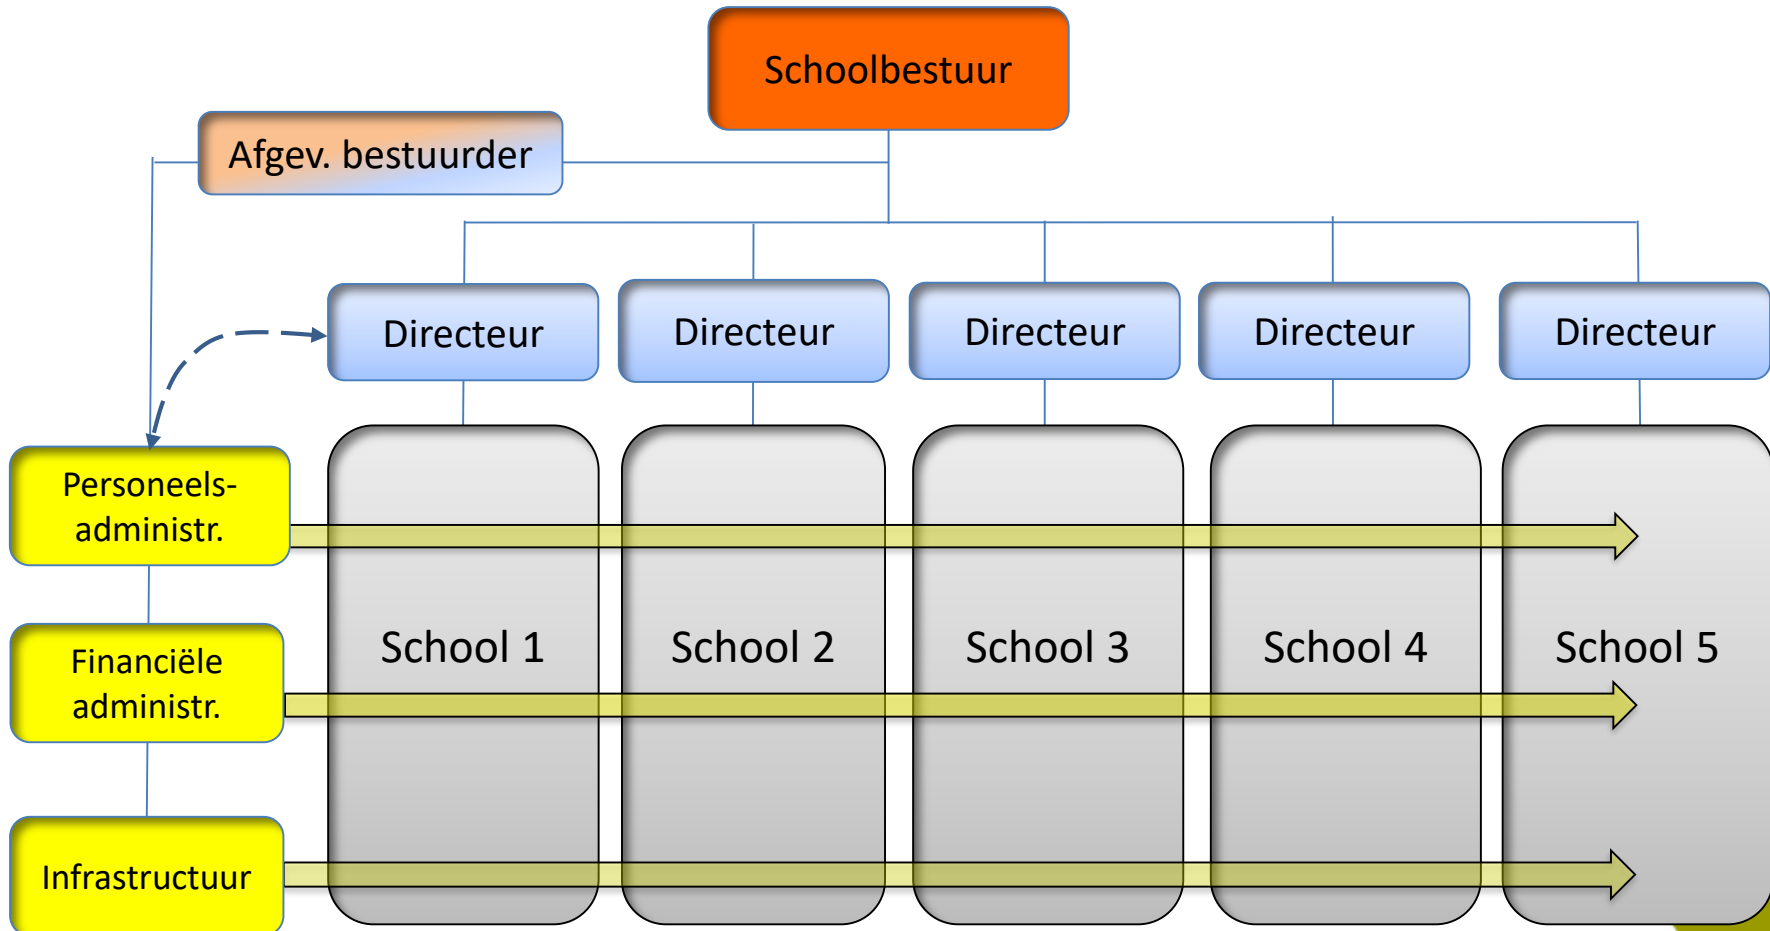 Schoolbestuur
Afgev. bestuurder
Directeur
Directeur
Directeur
Directeur
Directeur
Personeels-
administr.
School 1
School 2
School 3
School 4
School 5
Financiële
administr.
Infrastructuur